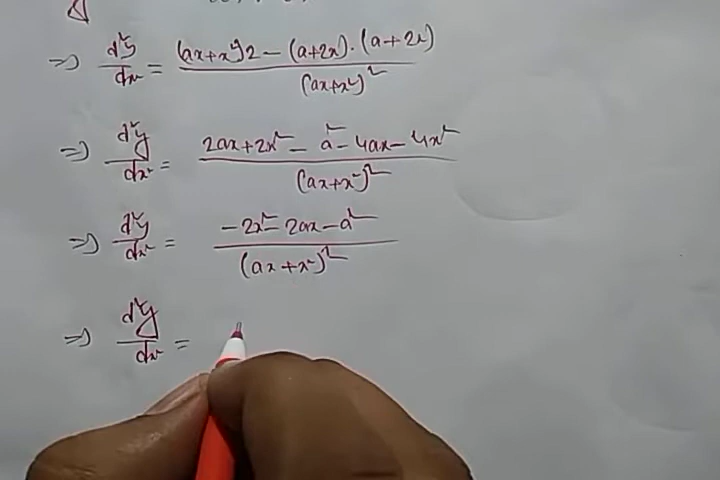 ⇒ d²y/dx² = (ax+x²)2 − (a+2x).(a+2x) / (ax+x²)²
⇒ d²y/dx² = 2ax+2x² − a² − 4ax − 4x² / (ax+x²)²
⇒ d²y/dx² = −2x² − 2ax − a² / (ax+x²)²
⇒ d²y/dx² =